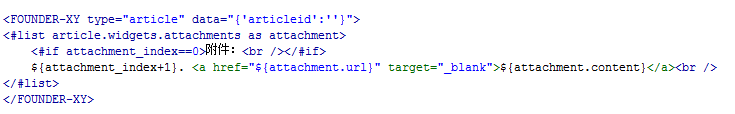 <FOUNDER-XY type="article" data="{'articleid':''}">
<#list article.widgets.attachments as attachment>
<#if attachment_index==0>附件：<br /></#if>
${attachment_index+1}. <a href="${attachment.url}" target="_blank">${attachment.content}</a><br />
</#list>
</FOUNDER-XY>